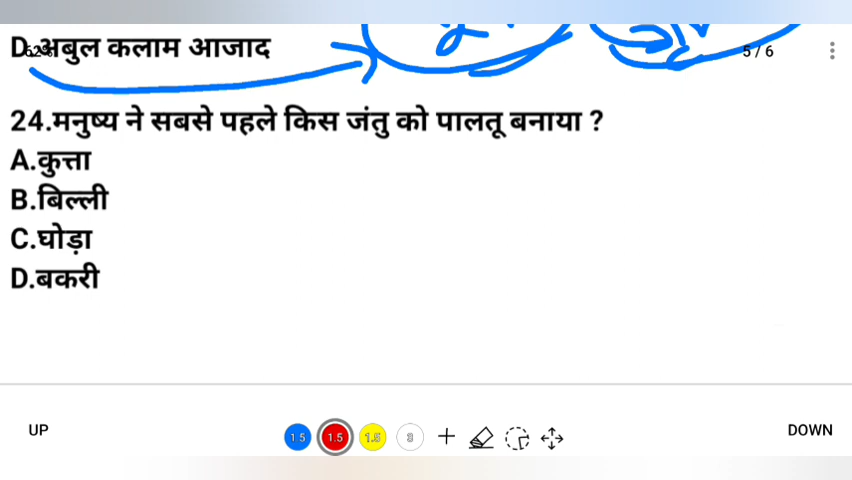 D.अबुल कलाम आजाद
5 / 6
24.मनुष्य ने सबसे पहले किस जंतु को पालतू बनाया ?
A.कुत्ता
B.बिल्ली
C.घोड़ा
D.बकरी
UP
1.5
1.5
1.5
3
DOWN